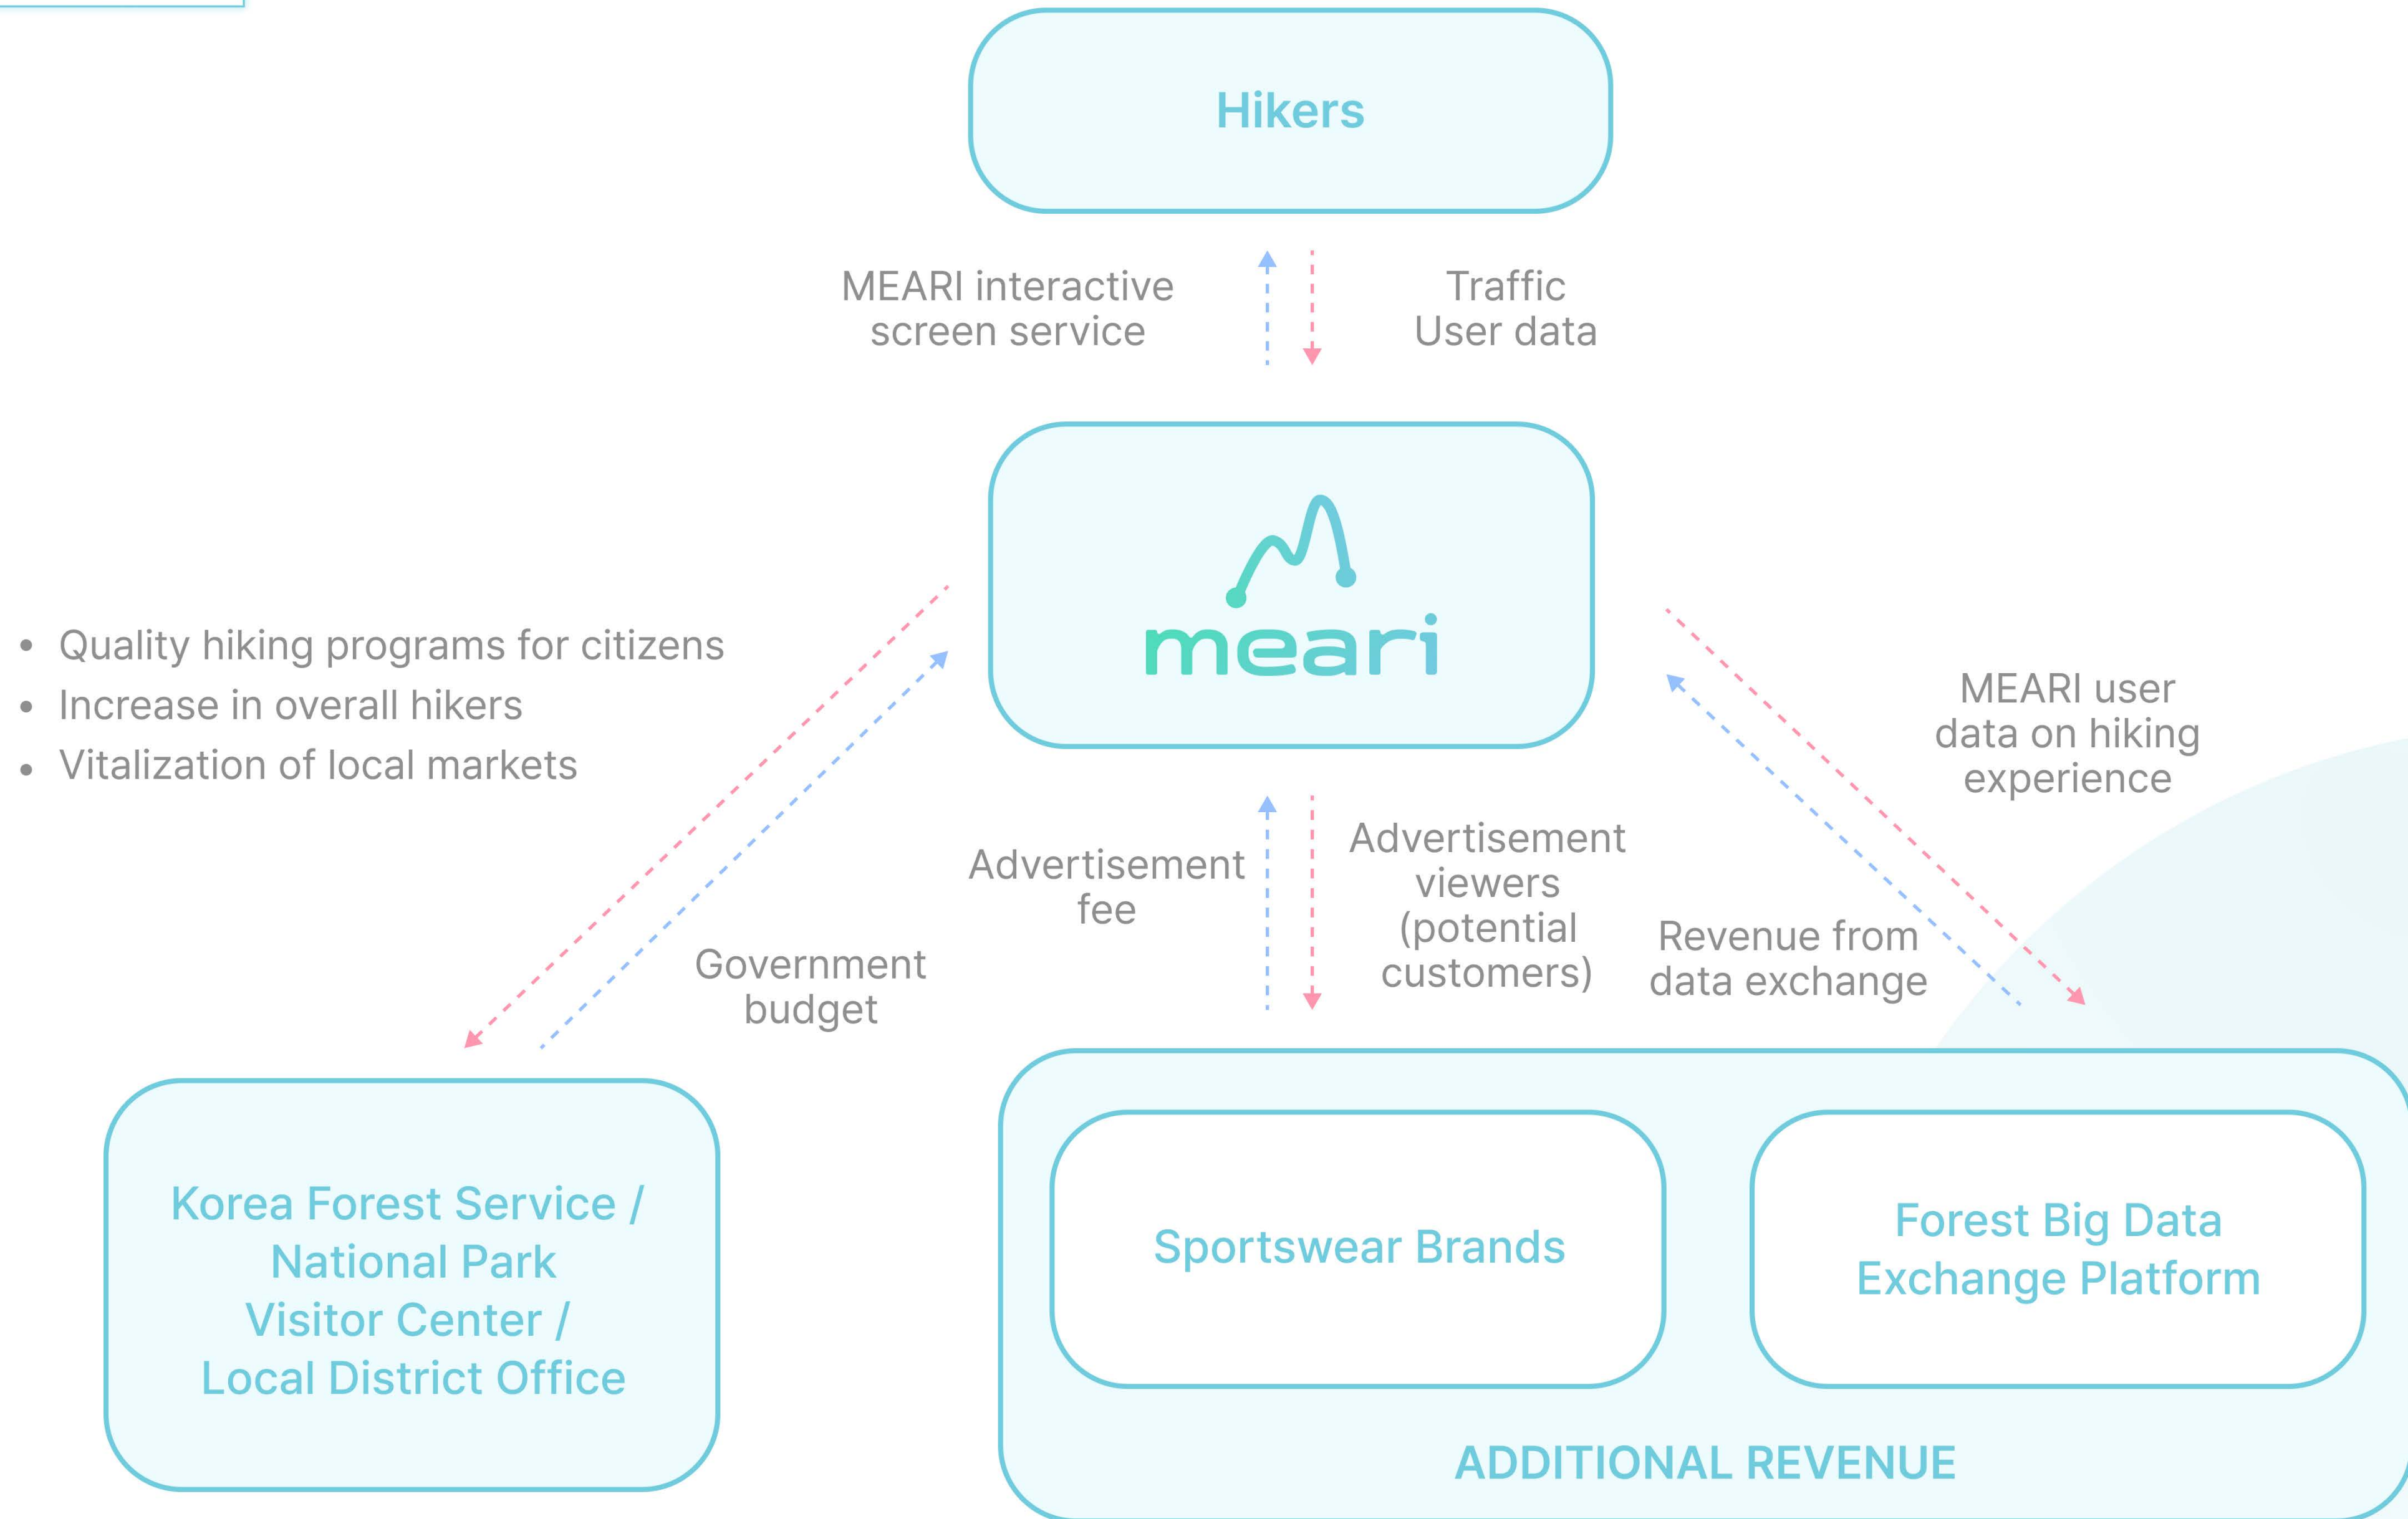 Hikers
MEARI interactive
screen service
Traffic
User data
meari
• Quality hiking programs for citizens
• Increase in overall hikers
• Vitalization of local markets
MEARI user
data on hiking
experience
Advertisement
fee
Advertisement
viewers
(potential
customers)
Revenue from
data exchange
Government
budget
Korea Forest Service /
National Park
Visitor Center /
Local District Office
Sportswear Brands
Forest Big Data
Exchange Platform
ADDITIONAL REVENUE